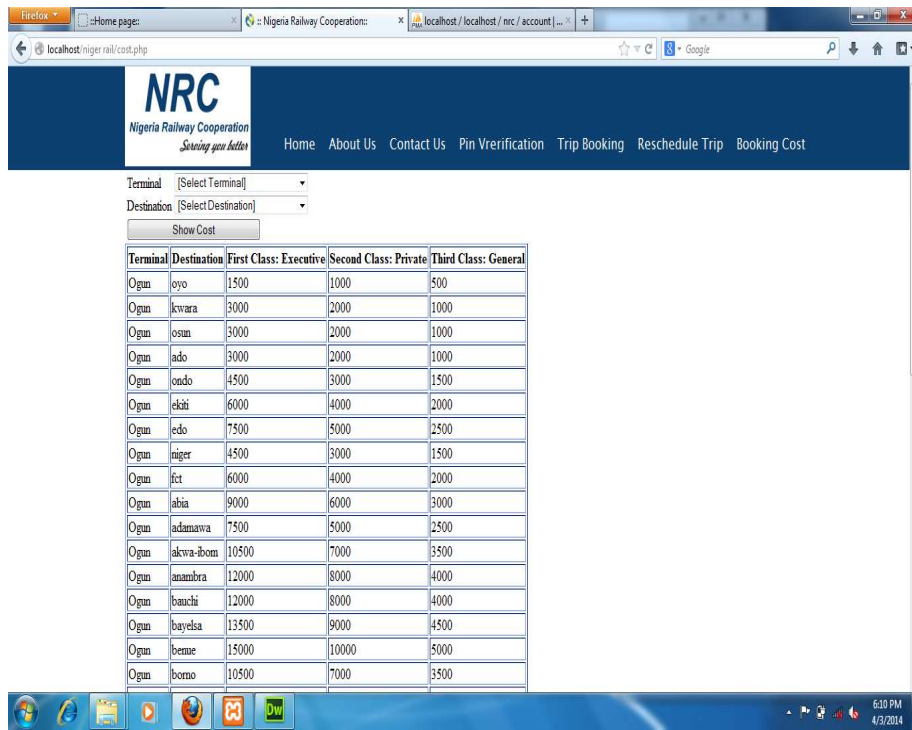 Firefox
::Home page::
:: Nigeria Railway Cooperation::
localhost / localhost / nrc / account | ...
localhost/niger rail/cost.php
Google
NRC
Nigeria Railway Cooperation
Serving you better
Home About Us Contact Us Pin Vrerification Trip Booking Reschedule Trip Booking Cost
Terminal [Select Terminal]
Destination [Select Destination]
Show Cost
Terminal Destination First Class: Executive Second Class: Private Third Class: General
Ogun oyo 1500 1000 500
Ogun kwara 3000 2000 1000
Ogun osun 3000 2000 1000
Ogun ado 3000 2000 1000
Ogun ondo 4500 3000 1500
Ogun ekiti 6000 4000 2000
Ogun edo 7500 5000 2500
Ogun niger 4500 3000 1500
Ogun fct 6000 4000 2000
Ogun abia 9000 6000 3000
Ogun adamawa 7500 5000 2500
Ogun akwa-ibom 10500 7000 3500
Ogun anambra 12000 8000 4000
Ogun bauchi 12000 8000 4000
Ogun bayelsa 13500 9000 4500
Ogun benue 15000 10000 5000
Ogun borno 10500 7000 3500
Dw
6:10 PM
4/3/2014